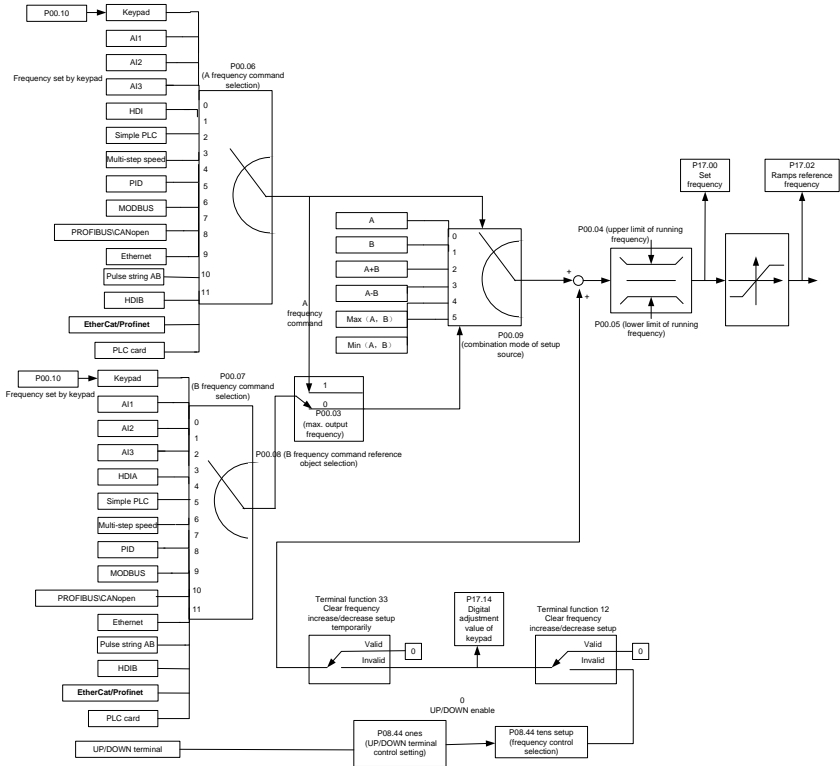 P00.10
Keypad
AI1
AI2
Frequency set by keypad
AI3
HDI
Simple PLC
Multi-step speed
PID
MODBUS
PROFIBUS\CANopen
Ethernet
Pulse string AB
HDIB
EtherCat/Profinet
PLC card
P00.06
(A frequency command
selection)
0
1
2
3
4
5
6
7
8
9
10
11
A
frequency
command
A
B
A+B
A-B
Max（A，B）
Min（A，B）
0
1
2
3
4
5
P00.09
(combination mode of setup
source)
+
+
P00.04 (upper limit of running
frequency)
P00.05 (lower limit of running
frequency)
P17.00
Set
frequency
P17.02
Ramps reference
frequency
P00.10
Frequency set by keypad
Keypad
AI1
AI2
AI3
HDIA
Simple PLC
Multi-step speed
PID
MODBUS
PROFIBUS\CANopen
Ethernet
Pulse string AB
HDIB
EtherCat/Profinet
PLC card
P00.07
(B frequency command
selection)
0
1
2
3
4
5
6
7
8
9
10
11
1
0
P00.03
(max. output
frequency)
P00.08 (B frequency command reference
object selection)
Terminal function 33
Clear frequency
increase/decrease setup
temporarily
Valid
Invalid
0
P17.14
Digital
adjustment
value of
keypad
Terminal function 12
Clear frequency
increase/decrease setup
Valid
Invalid
0
0
UP/DOWN enable
UP/DOWN terminal
P08.44 ones
(UP/DOWN terminal
control setting)
P08.44 tens setup
(frequency control
selection)